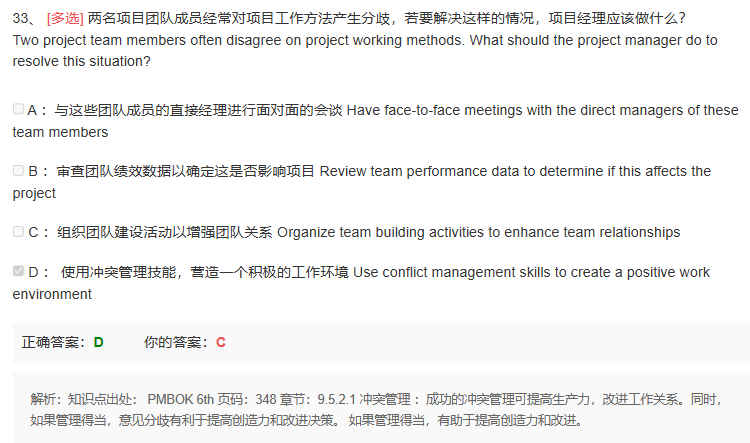 33、 [多选] 两名项目团队成员经常对项目工作方法产生分歧，若要解决这样的情况，项目经理应该做什么？
Two project team members often disagree on project working methods. What should the project manager do to
resolve this situation?
A： 与这些团队成员的直接经理进行面对面的会谈 Have face-to-face meetings with the direct managers of these
team members
B： 审查团队绩效数据以确定这是否影响项目 Review team performance data to determine if this affects the
project
C： 组织团队建设活动以增强团队关系 Organize team building activities to enhance team relationships
D： 使用冲突管理技能，营造一个积极的工作环境 Use conflict management skills to create a positive work
environment
正确答案：D 你的答案：C
解析：知识点出处： PMBOK 6th 页码：348 章节：9.5.2.1 冲突管理 ：成功的冲突管理可提高生产力，改进工作关系。同时，
如果管理得当，意见分歧有利于提高创造力和改进决策。 如果管理得当，有助于提高创造力和改进。